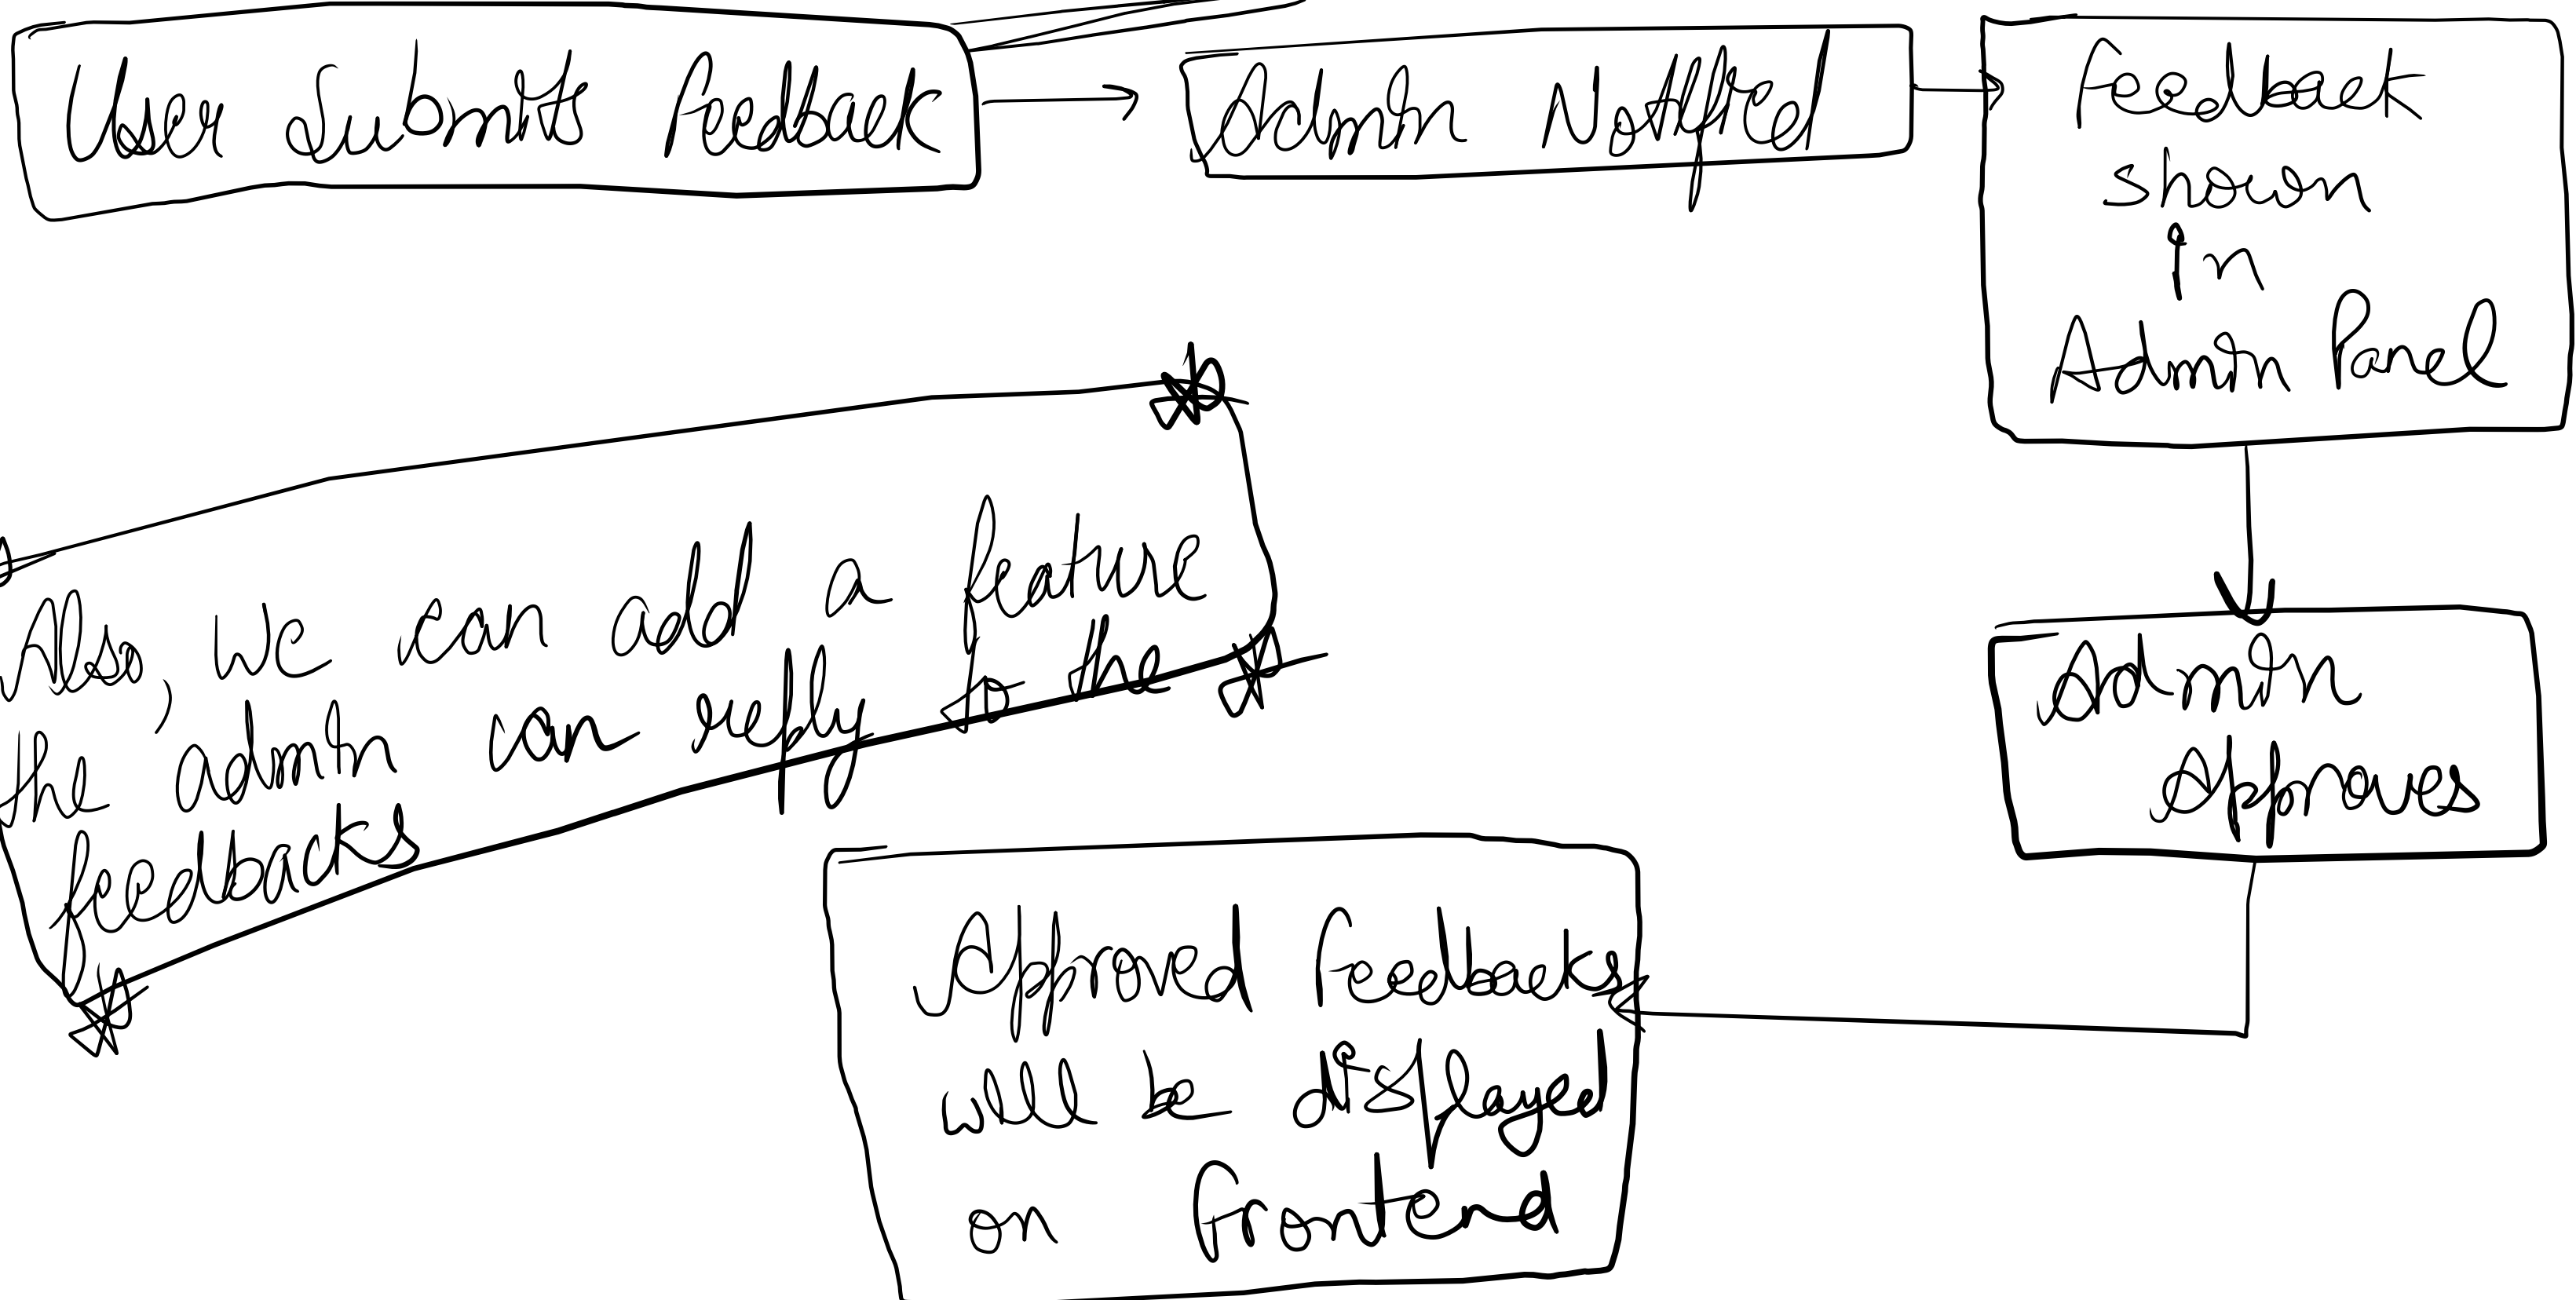 User Submits Feedback
Admin Notified
Feedback
shown
in
Admin Panel
Also, we can add a feature
the admin can reply to the
feedbacks
Admin
Approves
Approved Feedbacks
will be displayed
on Frontend